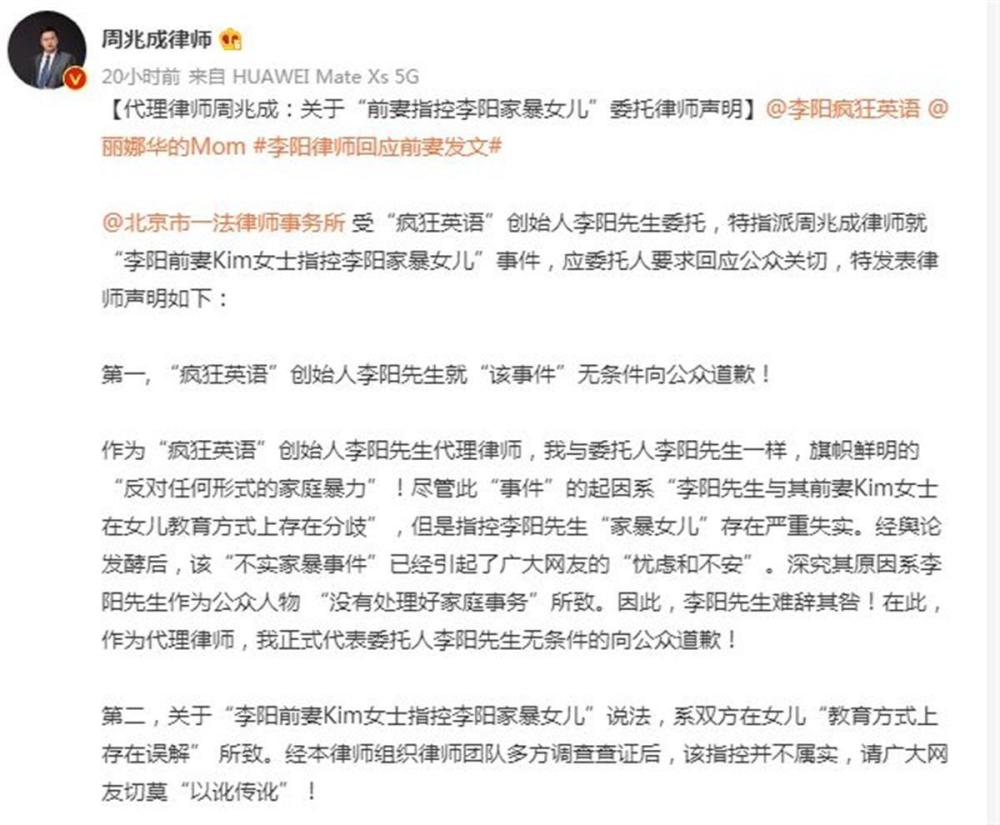 周兆成律师
20小时前 来自 HUAWEI Mate Xs 5G
【代理律师周兆成：关于“前妻指控李阳家暴女儿”委托律师声明】@李阳疯狂英语 @
丽娜华的Mom #李阳律师回应前妻发文#
@北京市一法律师事务所 受“疯狂英语”创始人李阳先生委托，特指派周兆成律师就
“李阳前妻Kim女士指控李阳家暴女儿”事件，应委托人要求回应公众关切，特发表律
师声明如下：
第一，“疯狂英语”创始人李阳先生就“该事件”无条件向公众道歉！
作为“疯狂英语”创始人李阳先生代理律师，我与委托人李阳先生一样，旗帜鲜明的
“反对任何形式的家庭暴力”！尽管此“事件”的起因系“李阳先生与其前妻Kim女士
在女儿教育方式上存在分歧”，但是指控李阳先生“家暴女儿”存在严重失实。经舆论
发酵后，该“不实家暴事件”已经引起了广大网友的“忧虑和不安”。深究其原因系李
阳先生作为公众人物 “没有处理好家庭事务”所致。因此，李阳先生难辞其咎！在此，
作为代理律师，我正式代表委托人李阳先生无条件的向公众道歉！
第二，关于“李阳前妻Kim女士指控李阳家暴女儿”说法，系双方在女儿“教育方式上
存在误解” 所致。经本律师组织律师团队多方调查查证后，该指控并不属实，请广大网
友切莫“以讹传讹”！